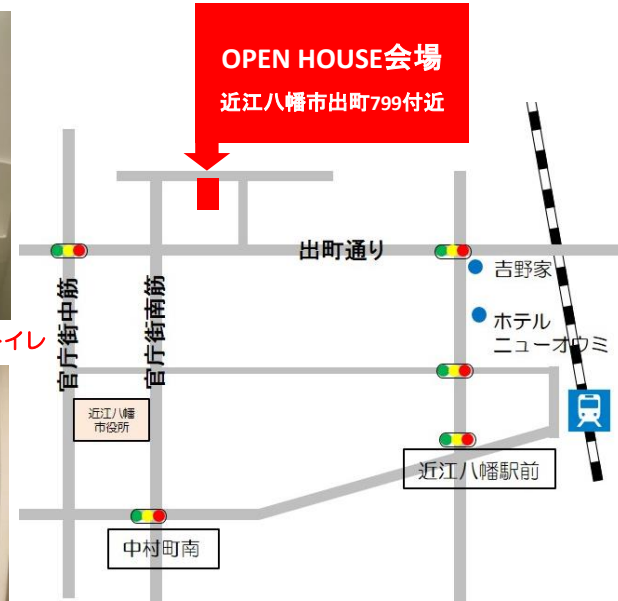 OPEN HOUSE会場
近江八幡市出町799付近
出町通り
吉野家
ホテル
ニューオウミ
官庁街中筋
官庁街南筋
イレ
近江八幡
市役所
近江八幡駅前
中村町南